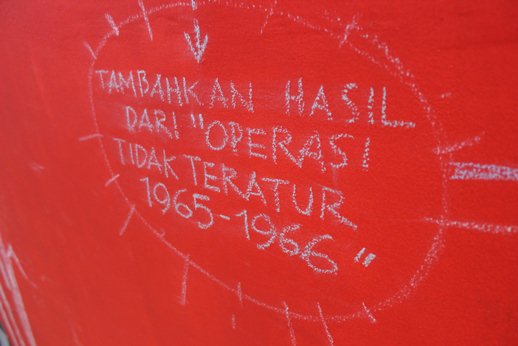 TAMBAHKAN HASIL
DARI "OPERASI
TIDAK TERATUR
1965-1966"